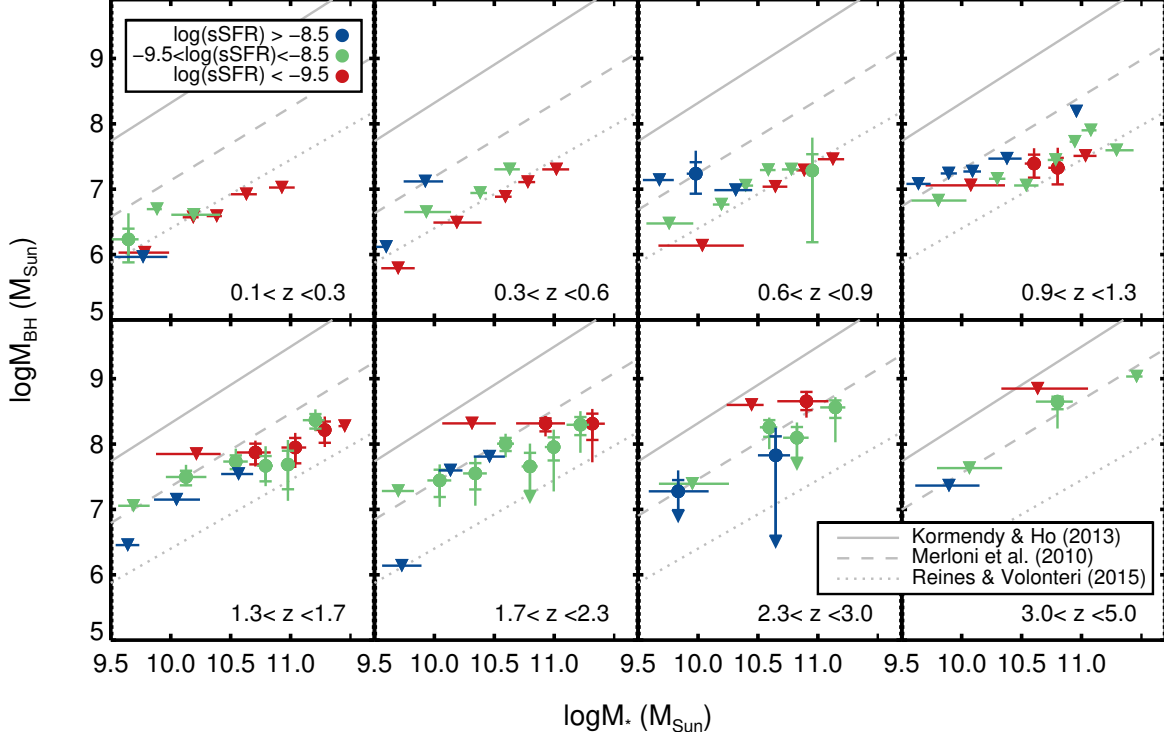 log(sSFR) > −8.5
−9.5<log(sSFR)<−8.5
log(sSFR) < −9.5
9
8
7
6
5
0.1< z <0.3
0.3< z <0.6
0.6< z <0.9
0.9< z <1.3
logM_BH (M_Sun)
9
8
7
6
5
Kormendy & Ho (2013)
Merloni et al. (2010)
Reines & Volonteri (2015)
1.3< z <1.7
1.7< z <2.3
2.3< z <3.0
3.0< z <5.0
9.5 10.0 10.5 11.0 9.5 10.0 10.5 11.0 9.5 10.0 10.5 11.0 9.5 10.0 10.5 11.0
logM_* (M_Sun)